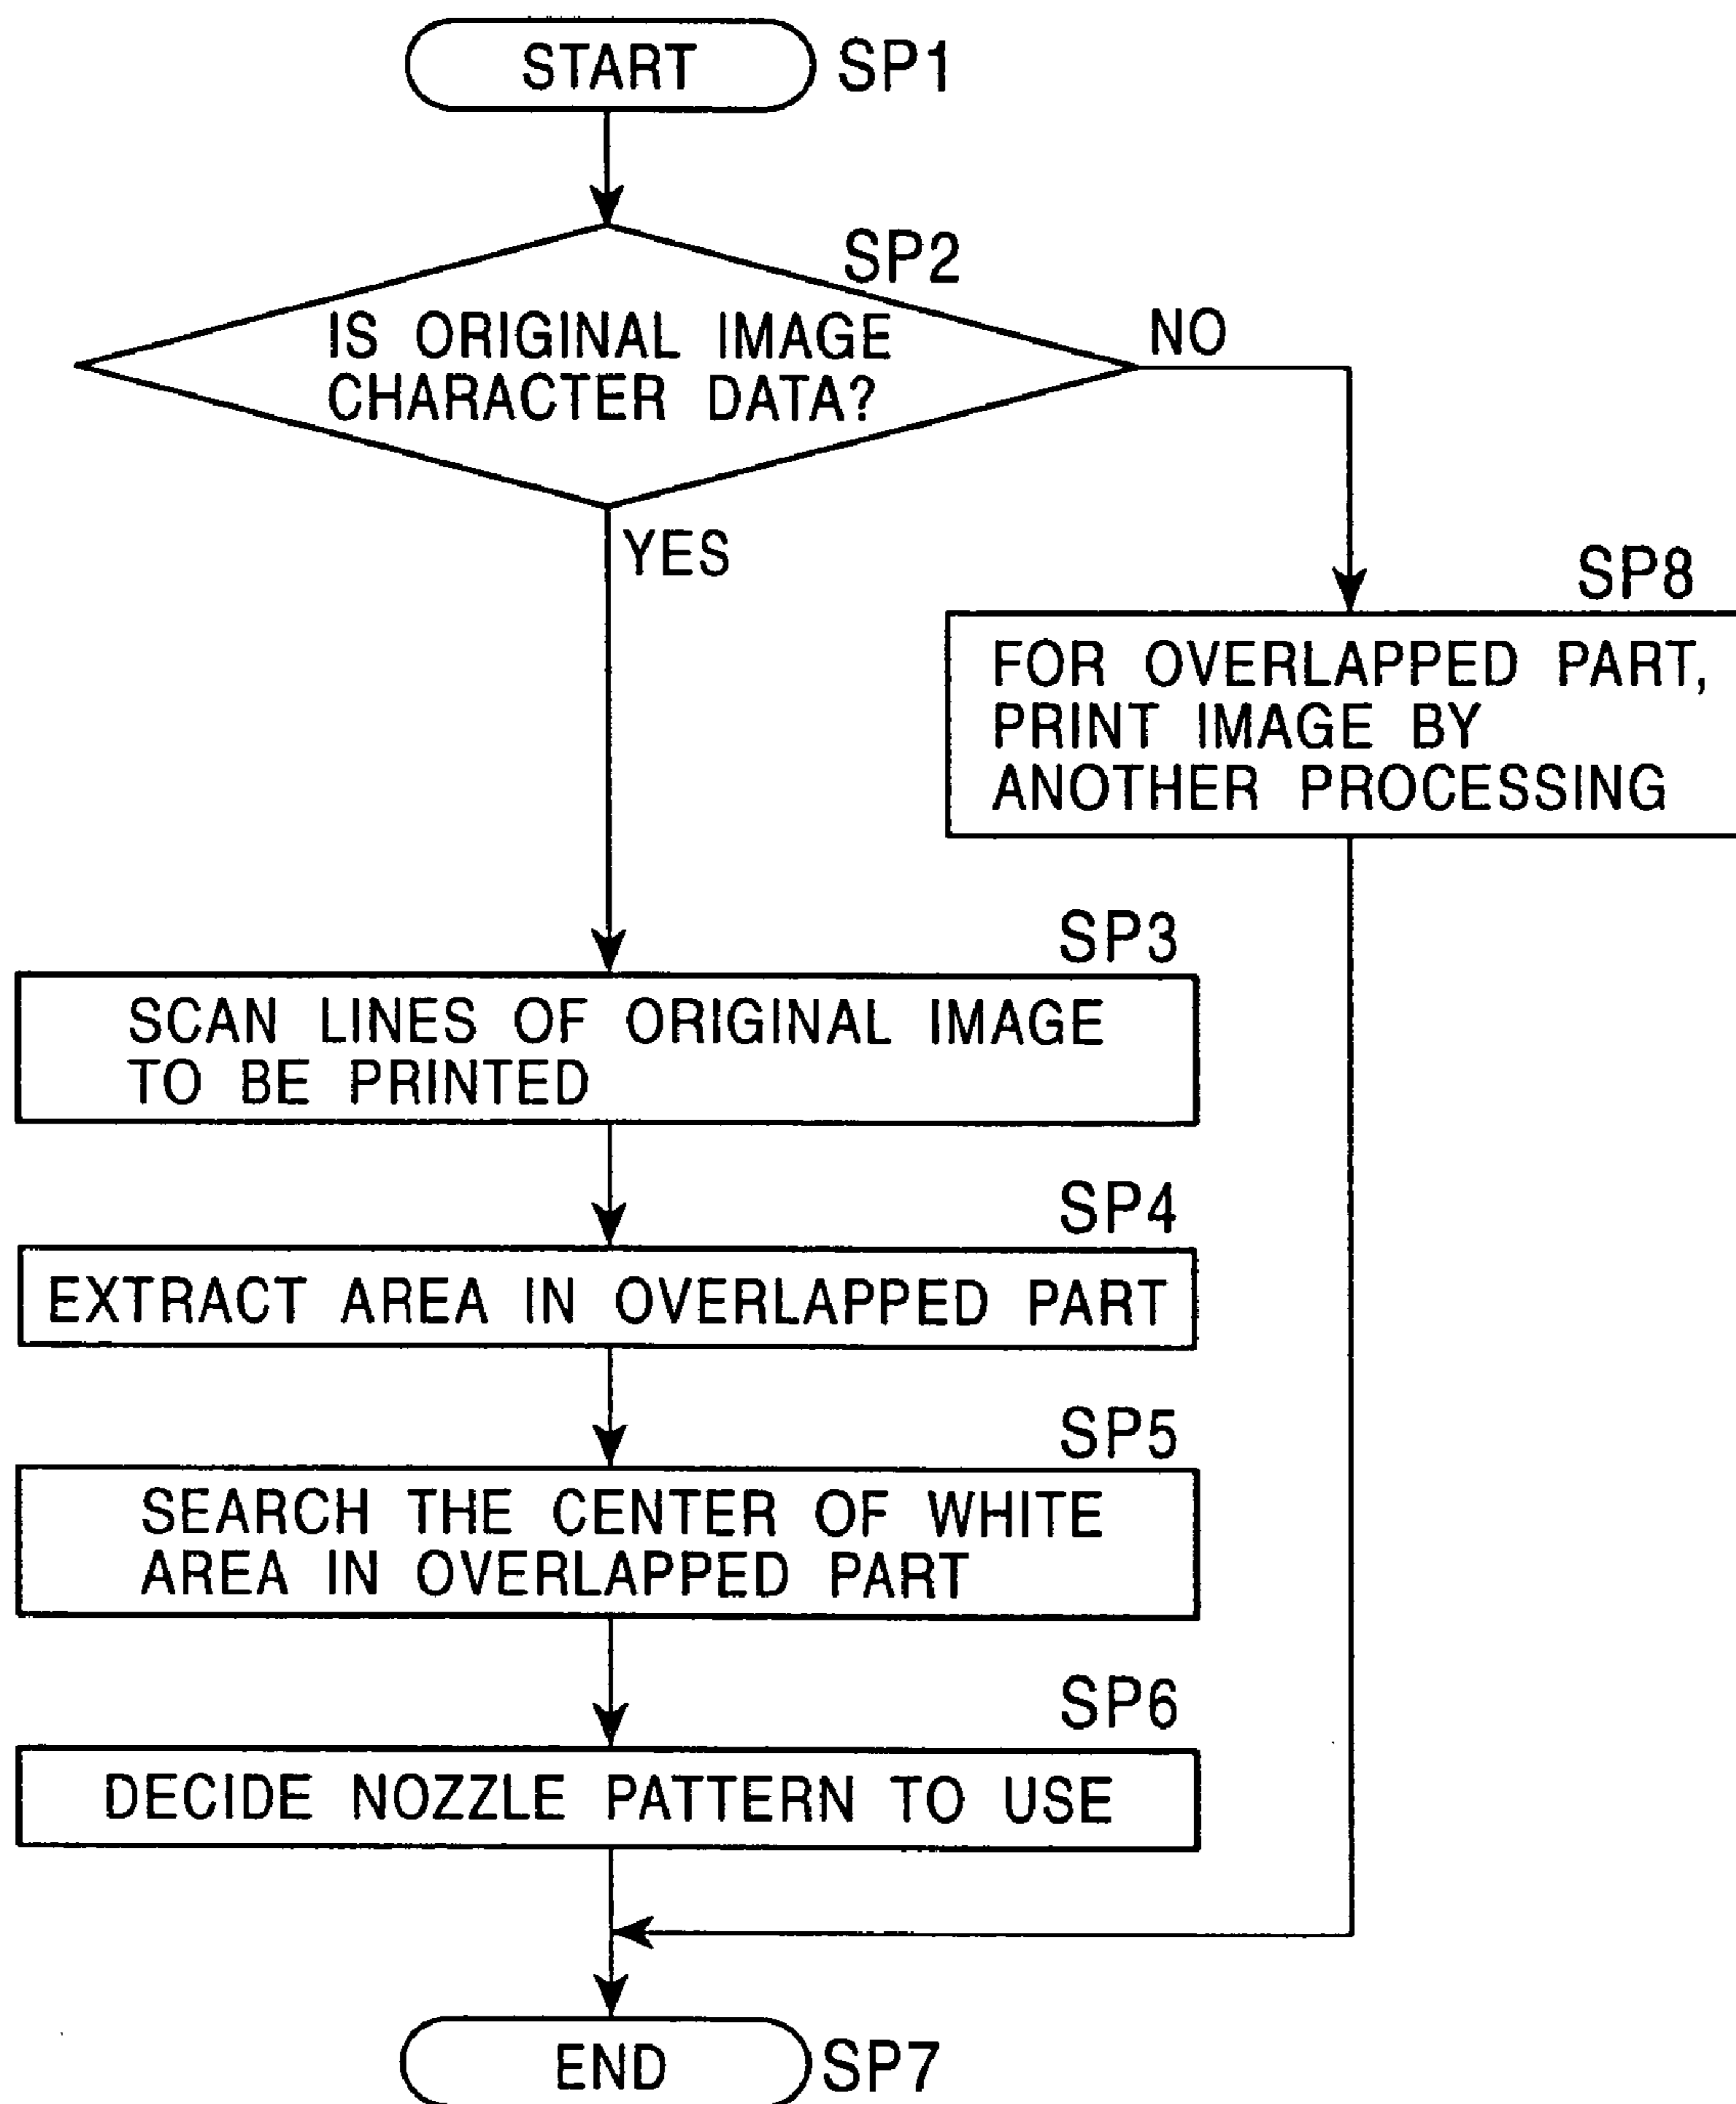 START
SP1
SP2
IS ORIGINAL IMAGE
CHARACTER DATA?
NO
YES
SP8
FOR OVERLAPPED PART,
PRINT IMAGE BY
ANOTHER PROCESSING
SP3
SCAN LINES OF ORIGINAL IMAGE
TO BE PRINTED
SP4
EXTRACT AREA IN OVERLAPPED PART
SP5
SEARCH THE CENTER OF WHITE
AREA IN OVERLAPPED PART
SP6
DECIDE NOZZLE PATTERN TO USE
END
SP7